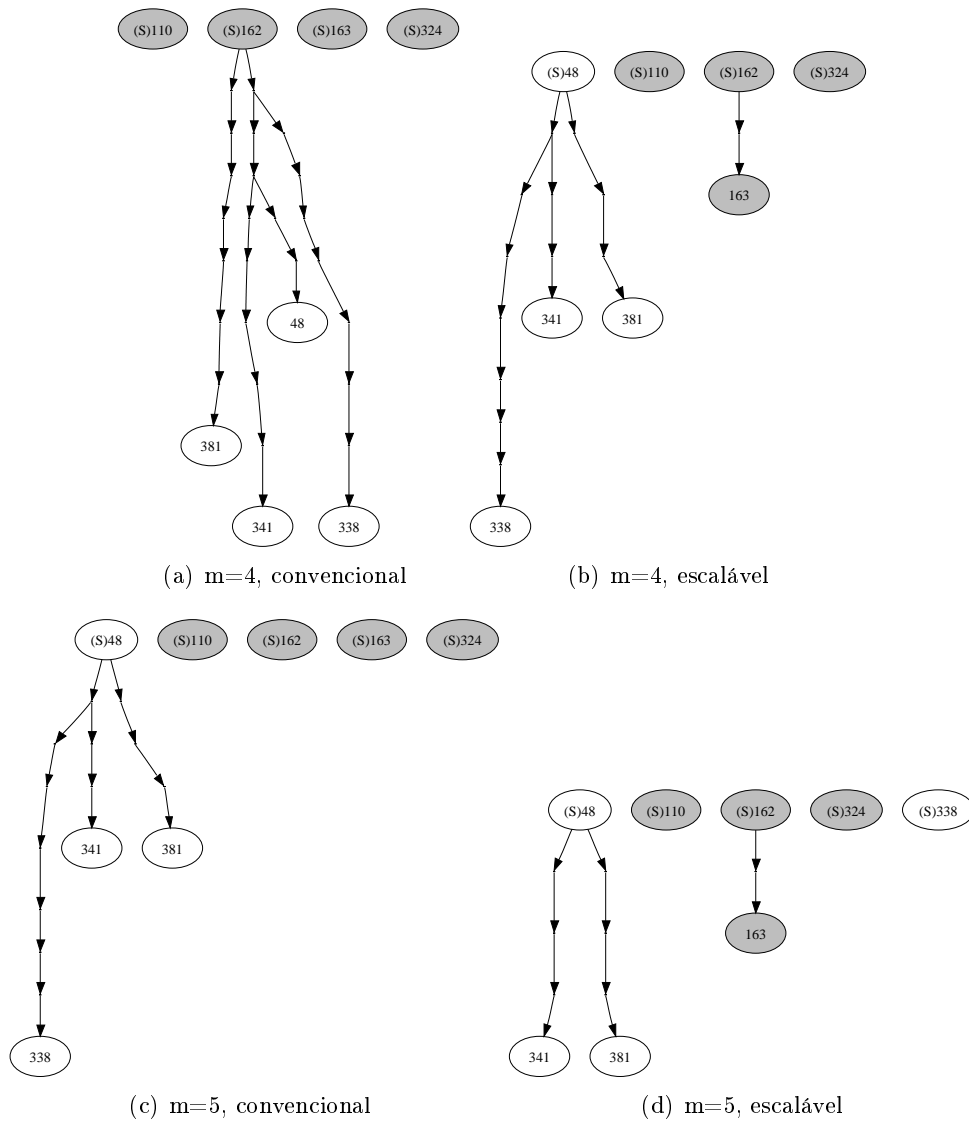 (S)110 (S)162 (S)163 (S)324
(S)48 (S)110 (S)162 (S)324
163
48
341 381
381
341 338
338
(a) m=4, convencional
(b) m=4, escalável
(S)48 (S)110 (S)162 (S)163 (S)324
341 381
338
(S)48 (S)110 (S)162 (S)324 (S)338
163
341 381
(c) m=5, convencional
(d) m=5, escalável